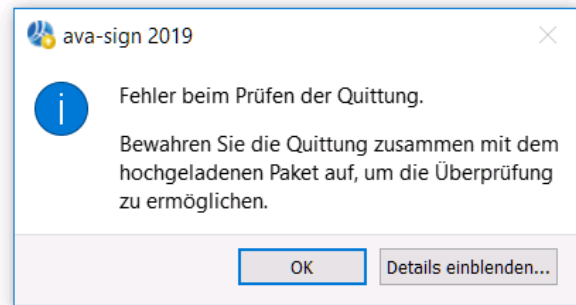 ava-sign 2019
Fehler beim Prüfen der Quittung.
Bewahren Sie die Quittung zusammen mit dem
hochgeladenen Paket auf, um die Überprüfung
zu ermöglichen.
OK
Details einblenden...